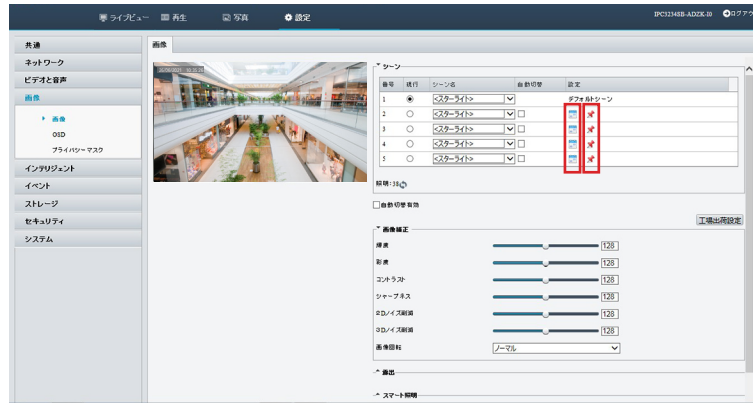 ライブビュー 再生 写真 設定 IPC3234SB-ADZK-I0
共通
ネットワーク
ビデオと音声
画像
画像
OSD
プライバシーマスク
インテリジェント
イベント
ストレージ
セキュリティ
システム
画像
シーン
番号 現行 シーン名 自動切替 設定
1 <スターライト> デフォルトシーン
2 <スターライト>
3 <スターライト>
4 <スターライト>
5 <スターライト>
照明:38
自動切替有効
工場出荷設定
画像補正
輝度 128
彩度 128
コントラスト 128
シャープネス 128
2Dノイズ削減 128
3Dノイズ削減 128
画像回転 ノーマル
露出
スマート照明